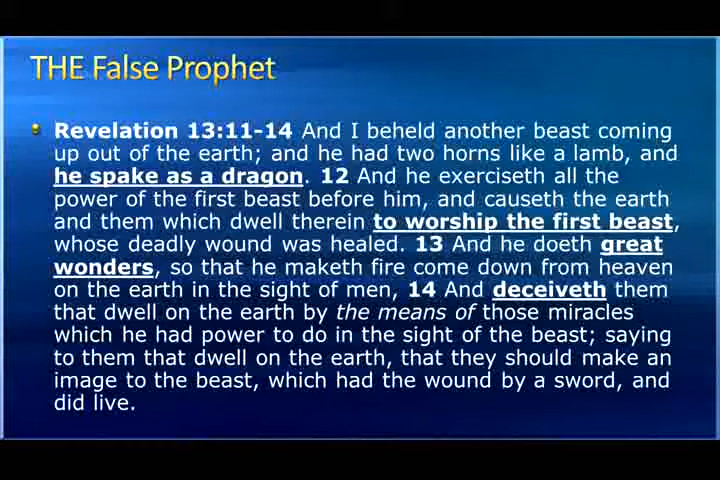 THE False Prophet
Revelation 13:11-14 And I beheld another beast coming
up out of the earth; and he had two horns like a lamb, and
he spake as a dragon. 12 And he exerciseth all the
power of the first beast before him, and causeth the earth
and them which dwell therein to worship the first beast,
whose deadly wound was healed. 13 And he doeth great
wonders, so that he maketh fire come down from heaven
on the earth in the sight of men, 14 And deceiveth them
that dwell on the earth by the means of those miracles
which he had power to do in the sight of the beast; saying
to them that dwell on the earth, that they should make an
image to the beast, which had the wound by a sword, and
did live.